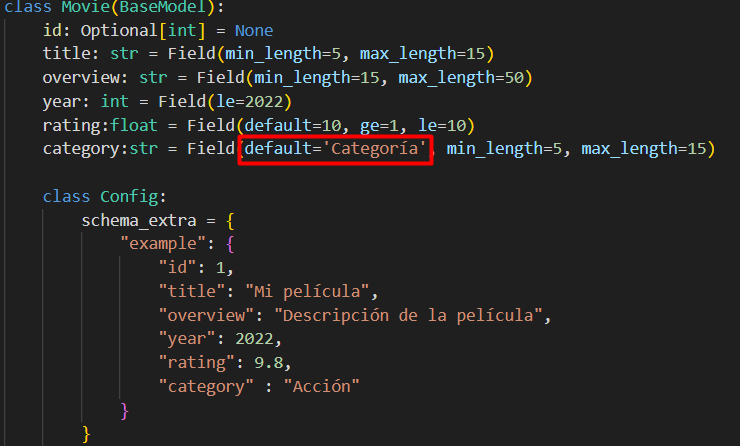 class Movie(BaseModel):
    id: Optional[int] = None
    title: str = Field(min_length=5, max_length=15)
    overview: str = Field(min_length=15, max_length=50)
    year: int = Field(le=2022)
    rating:float = Field(default=10, ge=1, le=10)
    category:str = Field(default='Categoría', min_length=5, max_length=15)
    class Config:
        schema_extra = {
            "example": {
                "id": 1,
                "title": "Mi película",
                "overview": "Descripción de la película",
                "year": 2022,
                "rating": 9.8,
                "category" : "Acción"
            }
        }